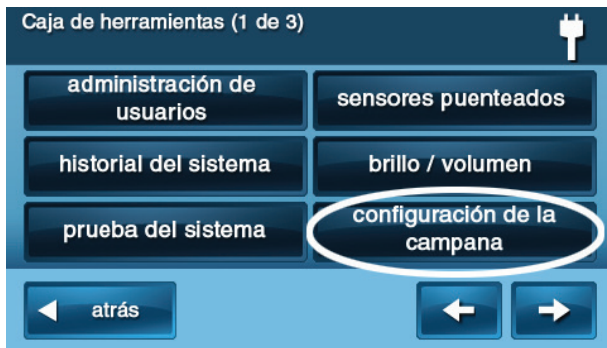 Caja de herramientas (1 de 3)
administración de
usuarios
sensores puenteados
historial del sistema
brillo / volumen
prueba del sistema
configuración de la
campana
atrás